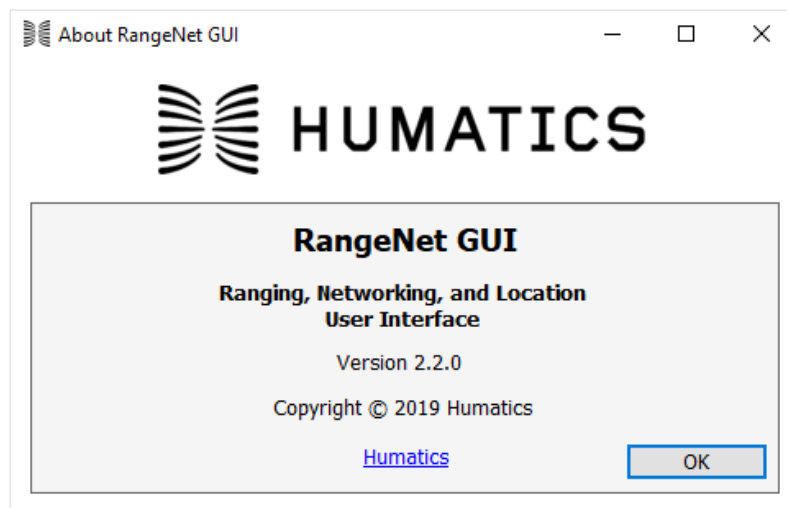 About RangeNet GUI
HUMATICS
RangeNet GUI
Ranging, Networking, and Location
User Interface
Version 2.2.0
Copyright © 2019 Humatics
Humatics
OK